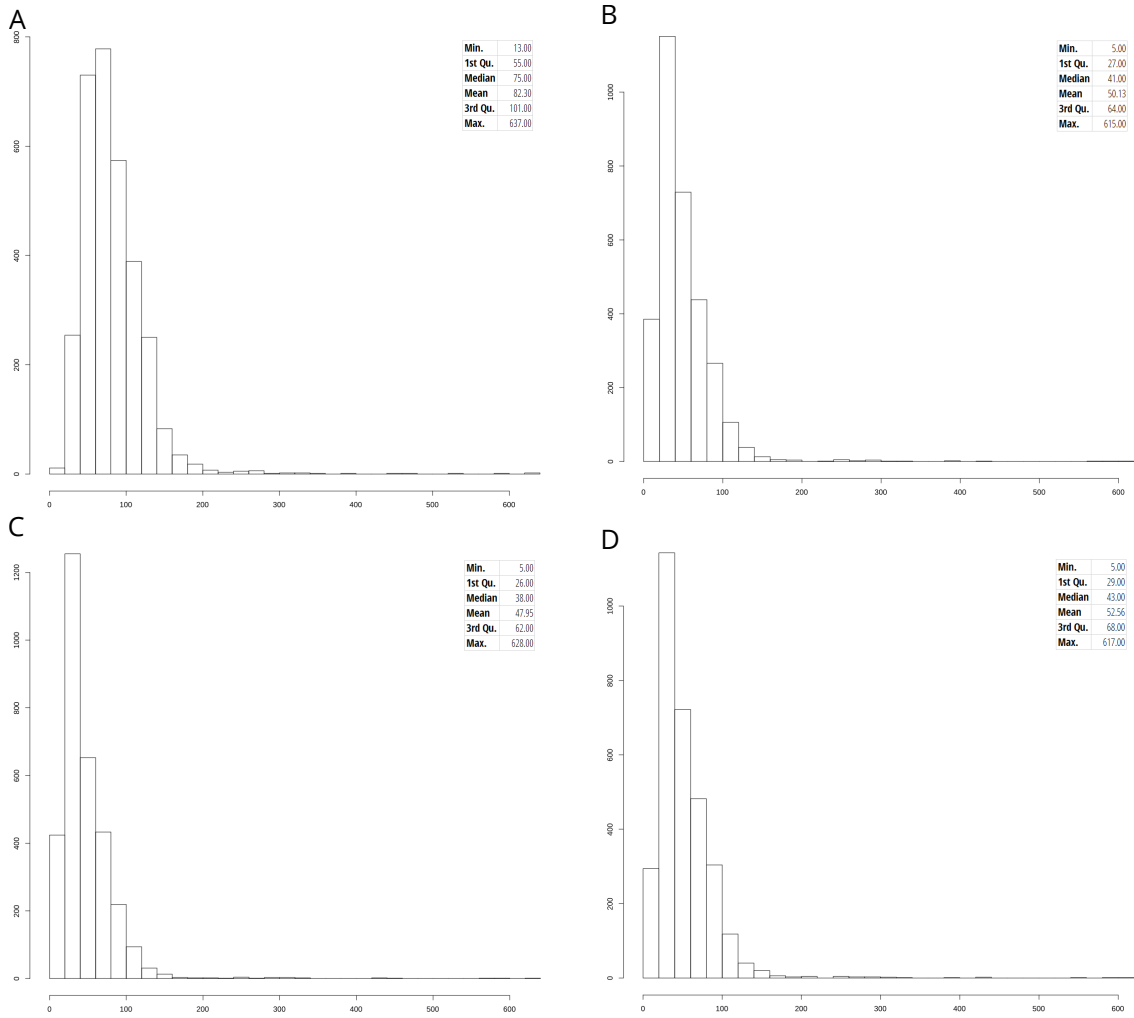 A
Min. 13.00
1st Qu. 55.00
Median 75.00
Mean 82.30
3rd Qu. 101.00
Max. 637.00
800
600
400
200
0
0 100 200 300 400 500 600
B
Min. 5.00
1st Qu. 27.00
Median 41.00
Mean 50.13
3rd Qu. 64.00
Max. 615.00
1000
800
600
400
200
0
0 100 200 300 400 500 600
C
Min. 5.00
1st Qu. 26.00
Median 38.00
Mean 47.95
3rd Qu. 62.00
Max. 628.00
1200
1000
800
600
400
200
0
0 100 200 300 400 500 600
D
Min. 5.00
1st Qu. 29.00
Median 43.00
Mean 52.56
3rd Qu. 68.00
Max. 617.00
1000
800
600
400
200
0
0 100 200 300 400 500 600